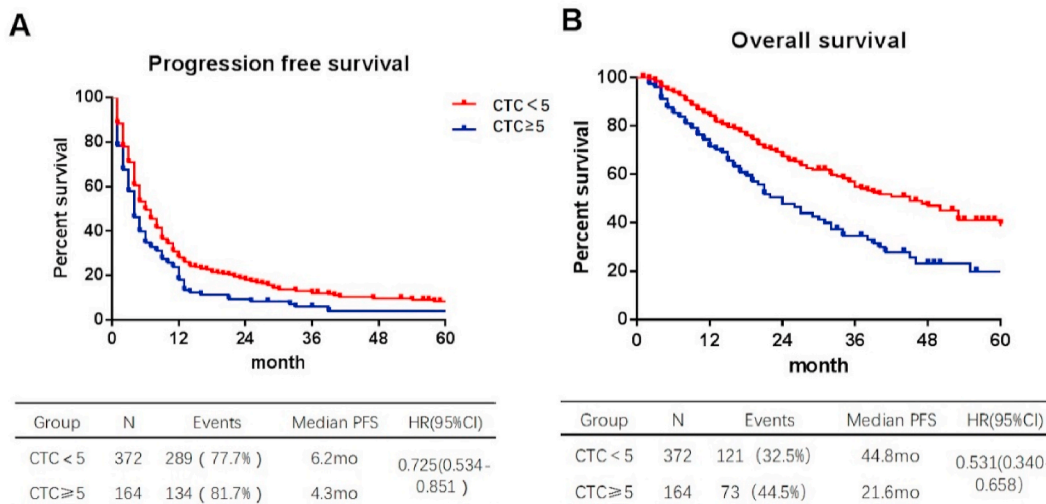 A
Progression free survival
CTC < 5
CTC≥5
Percent survival
100
80
60
40
20
0
0 12 24 36 48 60
month
Group N Events Median PFS HR(95%CI)
CTC < 5 372 289 ( 77.7% ) 6.2mo
0.725(0.534-
0.851 )
CTC≥5 164 134 ( 81.7% ) 4.3mo
B
Overall survival
Percent survival
100
80
60
40
20
0
0 12 24 36 48 60
month
Group N Events Median PFS HR(95%CI)
CTC < 5 372 121 (32.5%) 44.8mo
0.531(0.340
0.658)
CTC≥5 164 73 (44.5%) 21.6mo